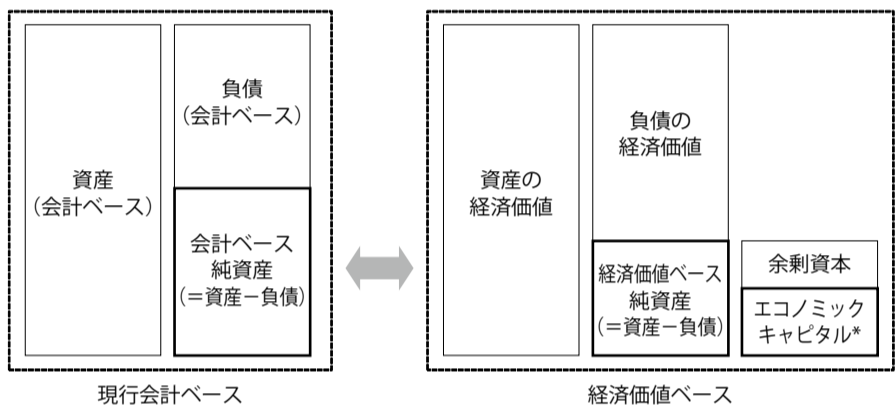 資産
（会計ベース）
負債
（会計ベース）
会計ベース
純資産
（＝資産－負債）
現行会計ベース
資産の
経済価値
負債の
経済価値
経済価値ベース
純資産
（＝資産－負債）
余剰資本
エコノミック
キャピタル*
経済価値ベース